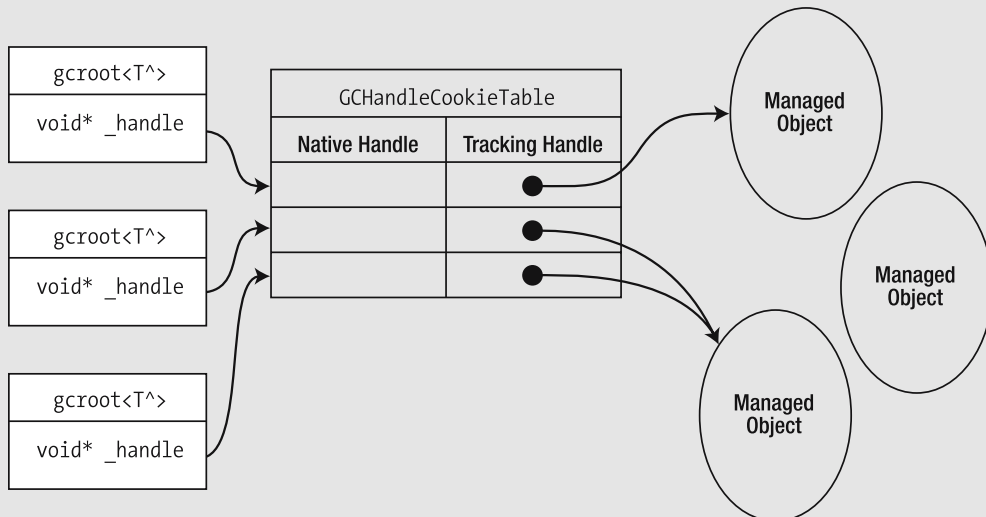 gcroot<T^>
void* _handle
gcroot<T^>
void* _handle
gcroot<T^>
void* _handle
GCHandleCookieTable
Native Handle
Tracking Handle
Managed
Object
Managed
Object
Managed
Object